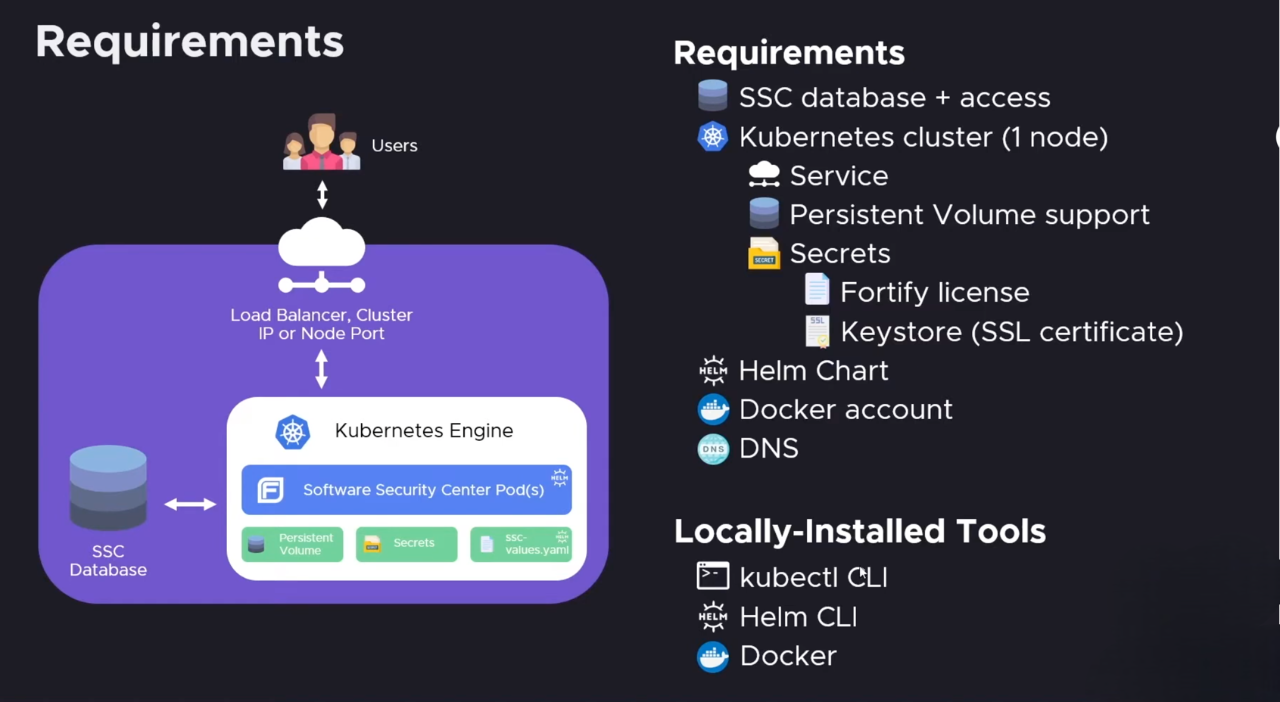 Requirements
Users
Load Balancer, Cluster
IP or Node Port
Kubernetes Engine
Software Security Center Pod(s)
HELM
Persistent
Volume
SECRET
Secrets
ssc-
values.yaml
HELM
SSC
Database
Requirements
SSC database + access
Kubernetes cluster (1 node)
Service
Persistent Volume support
SECRET
Secrets
Fortify license
SSL
Keystore (SSL certificate)
HELM
Helm Chart
Docker account
DNS
DNS
Locally-Installed Tools
>-
kubectl CLI
HELM
Helm CLI
Docker